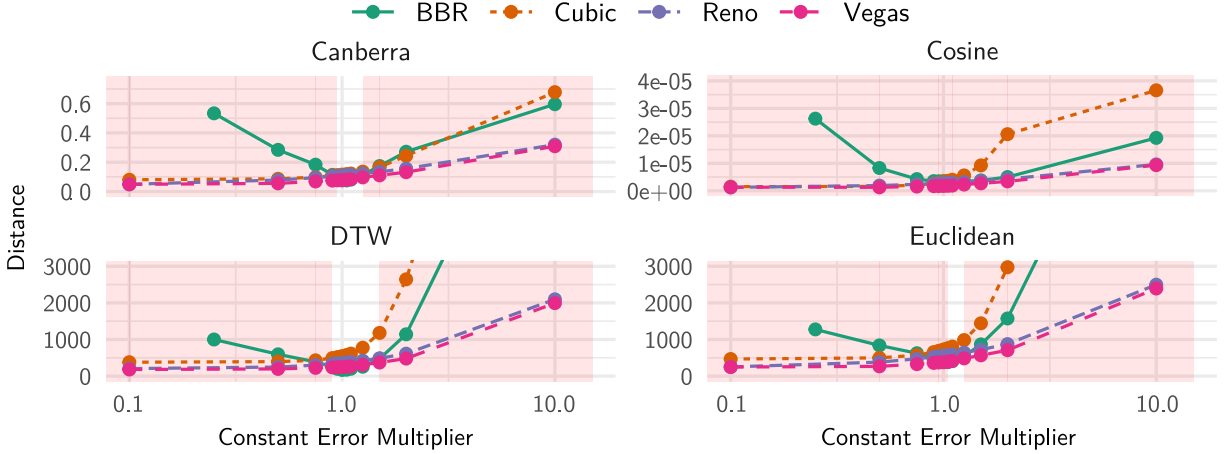 BBR Cubic Reno Vegas
Canberra Cosine
0.6
0.4
0.2
0.0
4e-05
3e-05
2e-05
1e-05
0e+00
Distance
DTW Euclidean
3000
2000
1000
0
3000
2000
1000
0
0.1 1.0 10.0 0.1 1.0 10.0
Constant Error Multiplier Constant Error Multiplier